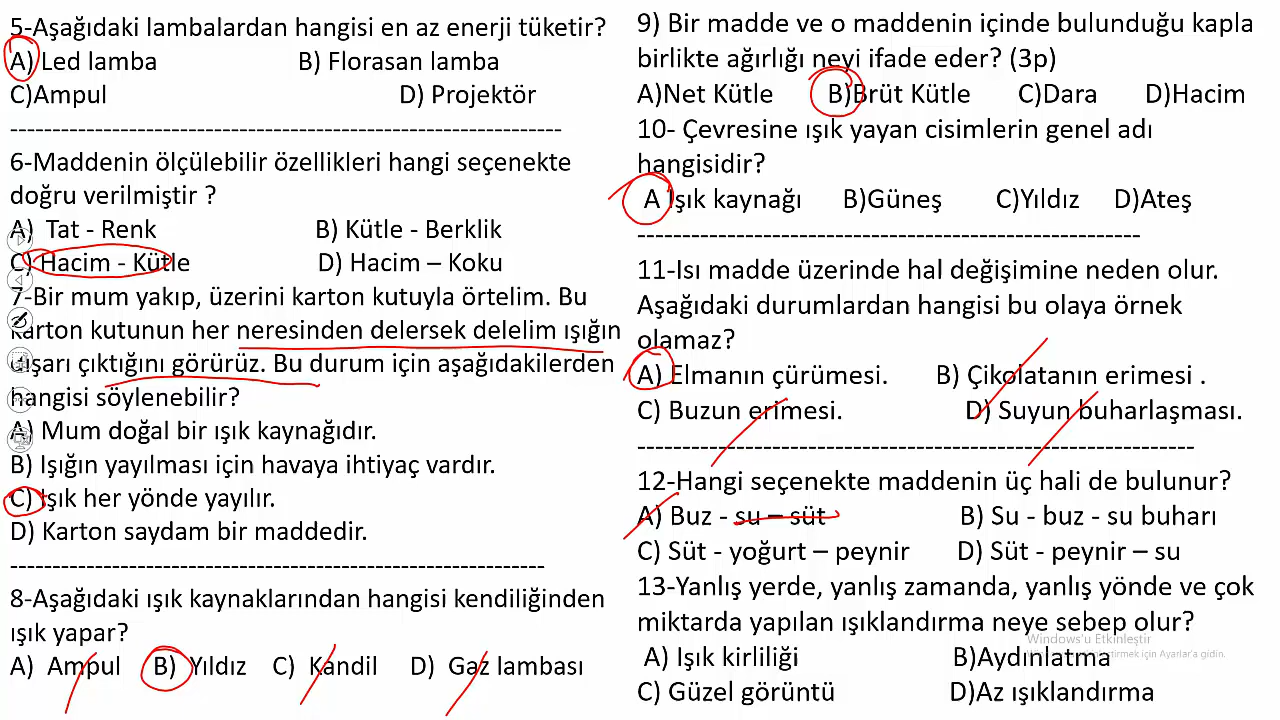 5-Aşağıdaki lambalardan hangisi en az enerji tüketir?
A) Led lamba B) Florasan lamba
C)Ampul D) Projektör
------------------------------------------------------------------
6-Maddenin ölçülebilir özellikleri hangi seçenekte
doğru verilmiştir ?
A) Tat - Renk B) Kütle - Berklik
C) Hacim - Kütle D) Hacim – Koku
7-Bir mum yakıp, üzerini karton kutuyla örtelim. Bu
karton kutunun her neresinden delersek delelim ışığın
dışarı çıktığını görürüz. Bu durum için aşağıdakilerden
hangisi söylenebilir?
A) Mum doğal bir ışık kaynağıdır.
B) Işığın yayılması için havaya ihtiyaç vardır.
C) Işık her yönde yayılır.
D) Karton saydam bir maddedir.
----------------------------------------------------------------
8-Aşağıdaki ışık kaynaklarından hangisi kendiliğinden
ışık yapar?
A) Ampul B) Yıldız C) Kandil D) Gaz lambası
9) Bir madde ve o maddenin içinde bulunduğu kapla
birlikte ağırlığı neyi ifade eder? (3p)
A)Net Kütle B)Brüt Kütle C)Dara D)Hacim
10- Çevresine ışık yayan cisimlerin genel adı
hangisidir?
A Işık kaynağı B)Güneş C)Yıldız D)Ateş
------------------------------------------------------------
11-Isı madde üzerinde hal değişimine neden olur.
Aşağıdaki durumlardan hangisi bu olaya örnek
olamaz?
A) Elmanın çürümesi. B) Çikolatanın erimesi .
C) Buzun erimesi. D) Suyun buharlaşması.
------------------------------------------------------------------
12-Hangi seçenekte maddenin üç hali de bulunur?
A) Buz - su – süt B) Su - buz - su buharı
C) Süt - yoğurt – peynir D) Süt - peynir – su
13-Yanlış yerde, yanlış zamanda, yanlış yönde ve çok
miktarda yapılan ışıklandırma neye sebep olur?
Windows'u Etkinleştir
A) Işık kirliliği B)Aydınlatma
C) Güzel görüntü D)Az ışıklandırma